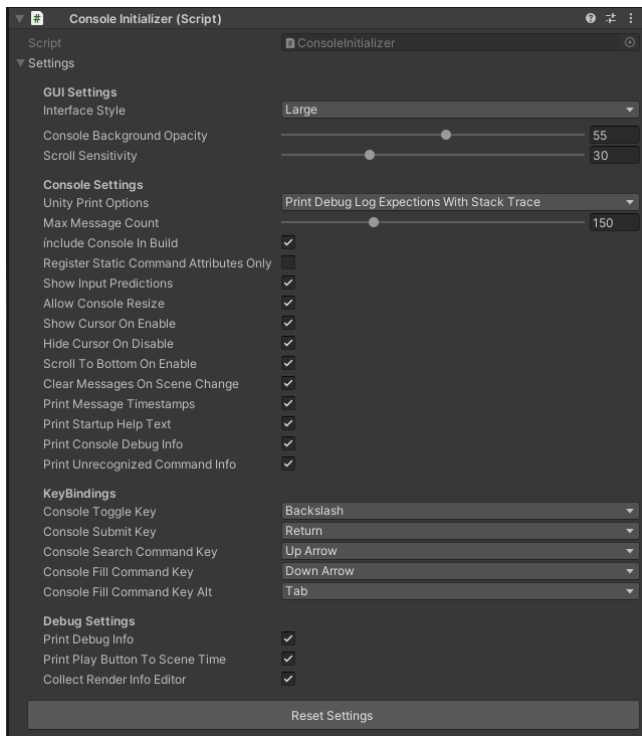 # Console Initializer (Script)
Script ConsoleInitializer
Settings
GUI Settings
Interface Style Large
Console Background Opacity 55
Scroll Sensitivity 30
Console Settings
Unity Print Options Print Debug Log Expections With Stack Trace
Max Message Count 150
ínclude Console In Build
Register Static Command Attributes Only
Show Input Predictions
Allow Console Resize
Show Cursor On Enable
Hide Cursor On Disable
Scroll To Bottom On Enable
Clear Messages On Scene Change
Print Message Timestamps
Print Startup Help Text
Print Console Debug Info
Print Unrecognized Command Info
KeyBindings
Console Toggle Key Backslash
Console Submit Key Return
Console Search Command Key Up Arrow
Console Fill Command Key Down Arrow
Console Fill Command Key Alt Tab
Debug Settings
Print Debug Info
Print Play Button To Scene Time
Collect Render Info Editor
Reset Settings